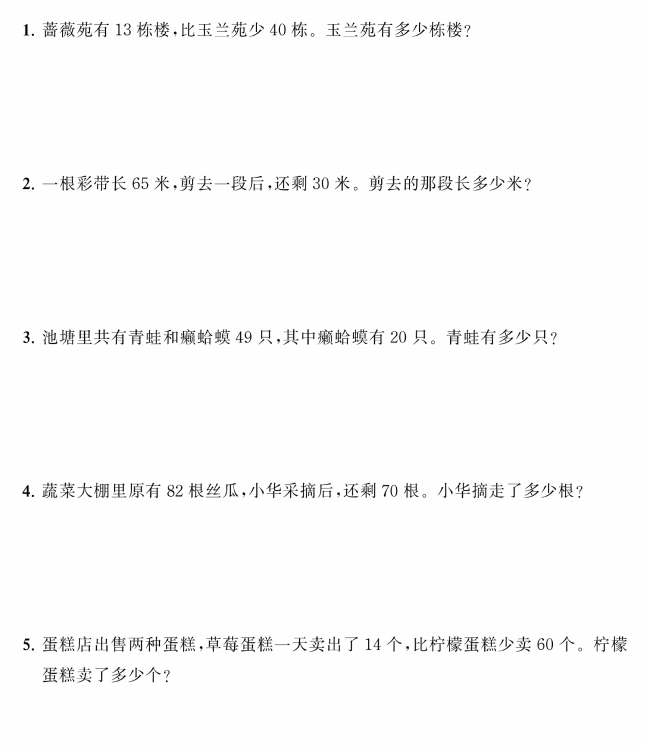 1. 蔷薇苑有 13 栋楼,比玉兰苑少 40 栋。玉兰苑有多少栋楼?
2. 一根彩带长 65 米,剪去一段后,还剩 30 米。剪去的那段长多少米?
3. 池塘里共有青蛙和癞蛤蟆 49 只,其中癞蛤蟆有 20 只。青蛙有多少只?
4. 蔬菜大棚里原有 82 根丝瓜,小华采摘后,还剩 70 根。小华摘走了多少根?
5. 蛋糕店出售两种蛋糕,草莓蛋糕一天卖出了 14 个,比柠檬蛋糕少卖 60 个。柠檬
蛋糕卖了多少个?